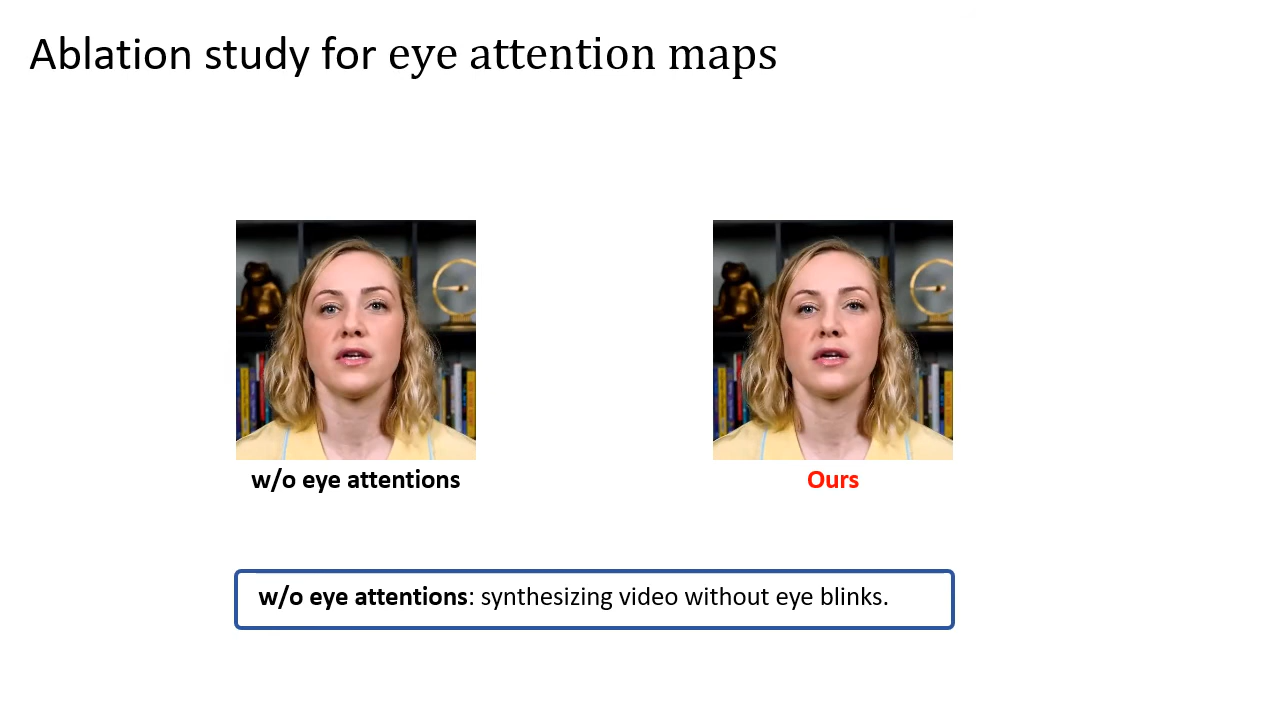 Ablation study for eye attention maps
w/o eye attentions
Ours
w/o eye attentions: synthesizing video without eye blinks.